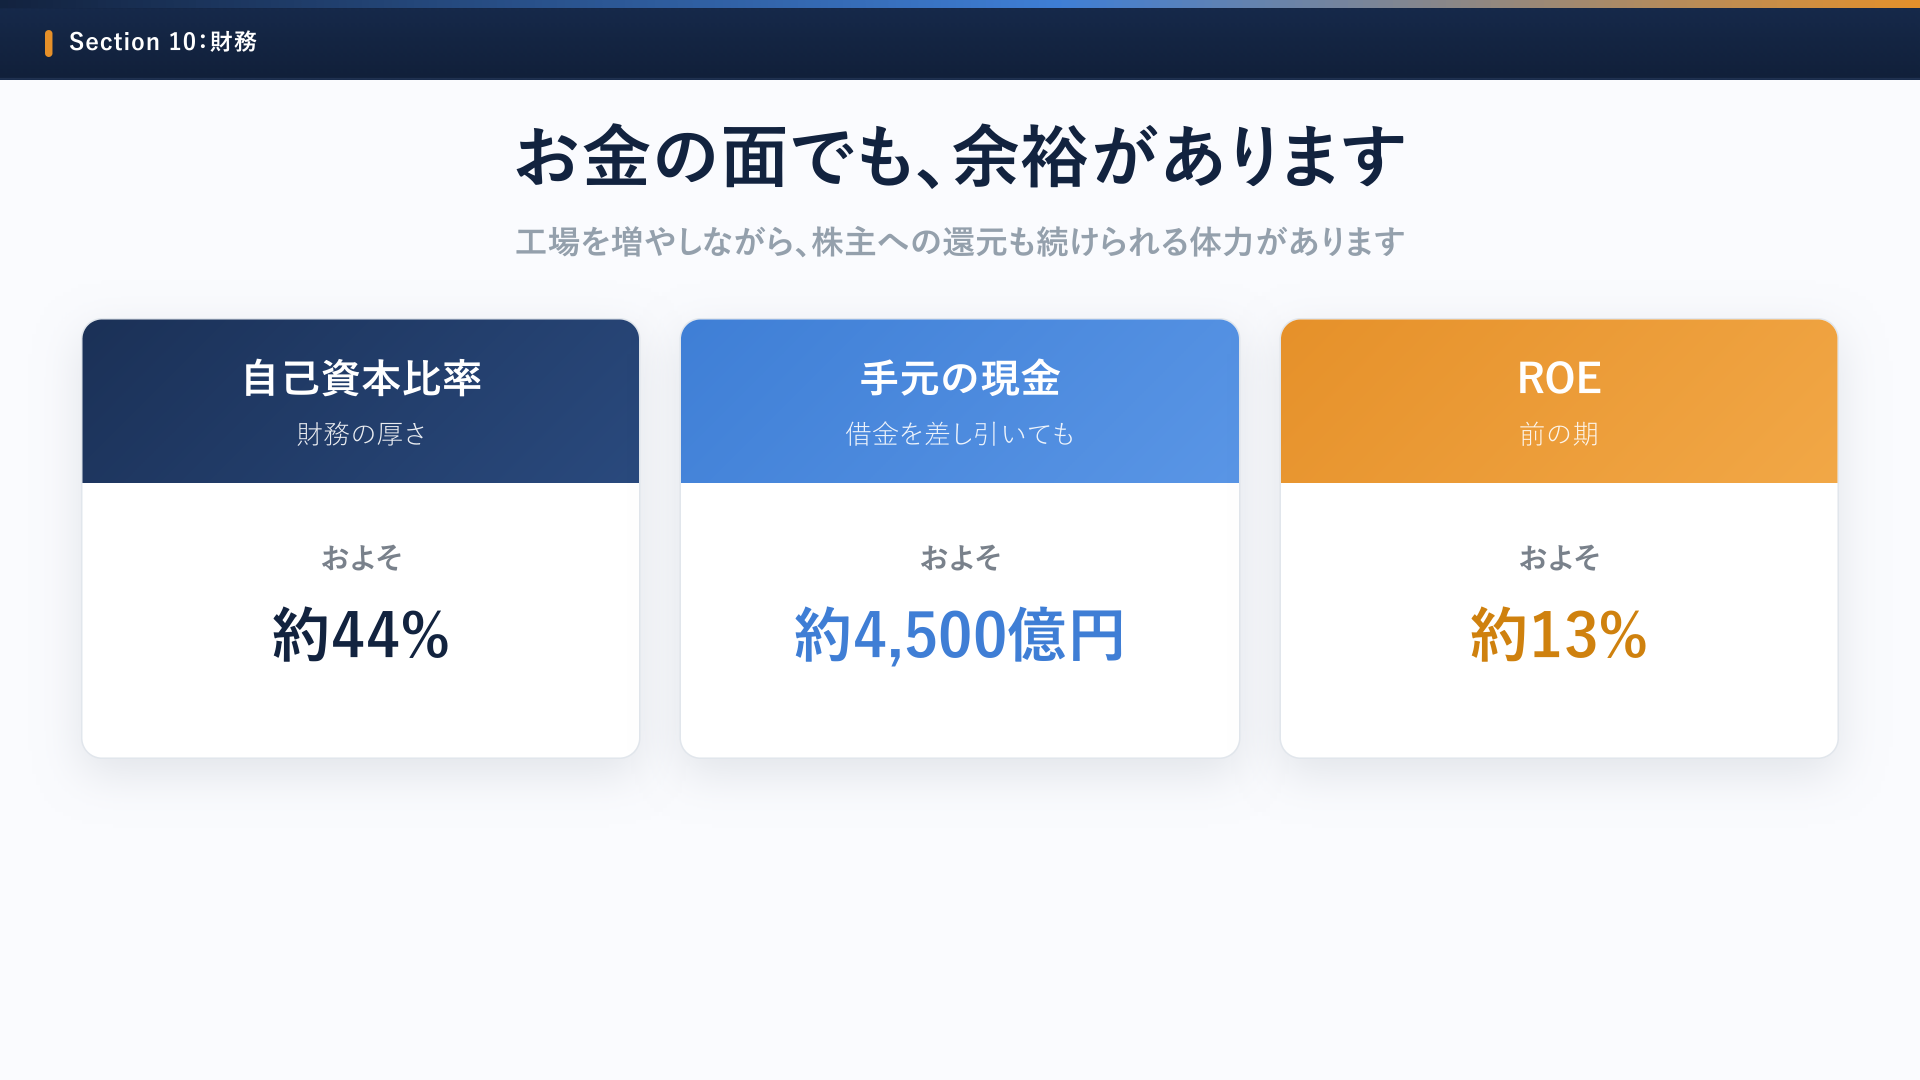 Section 10：財務
お金の面でも、余裕があります
工場を増やしながら、株主への還元も続けられる体力があります
自己資本比率
財務の厚さ
およそ
約44%
手元の現金
借金を差し引いても
およそ
約4,500億円
ROE
前の期
およそ
約13%